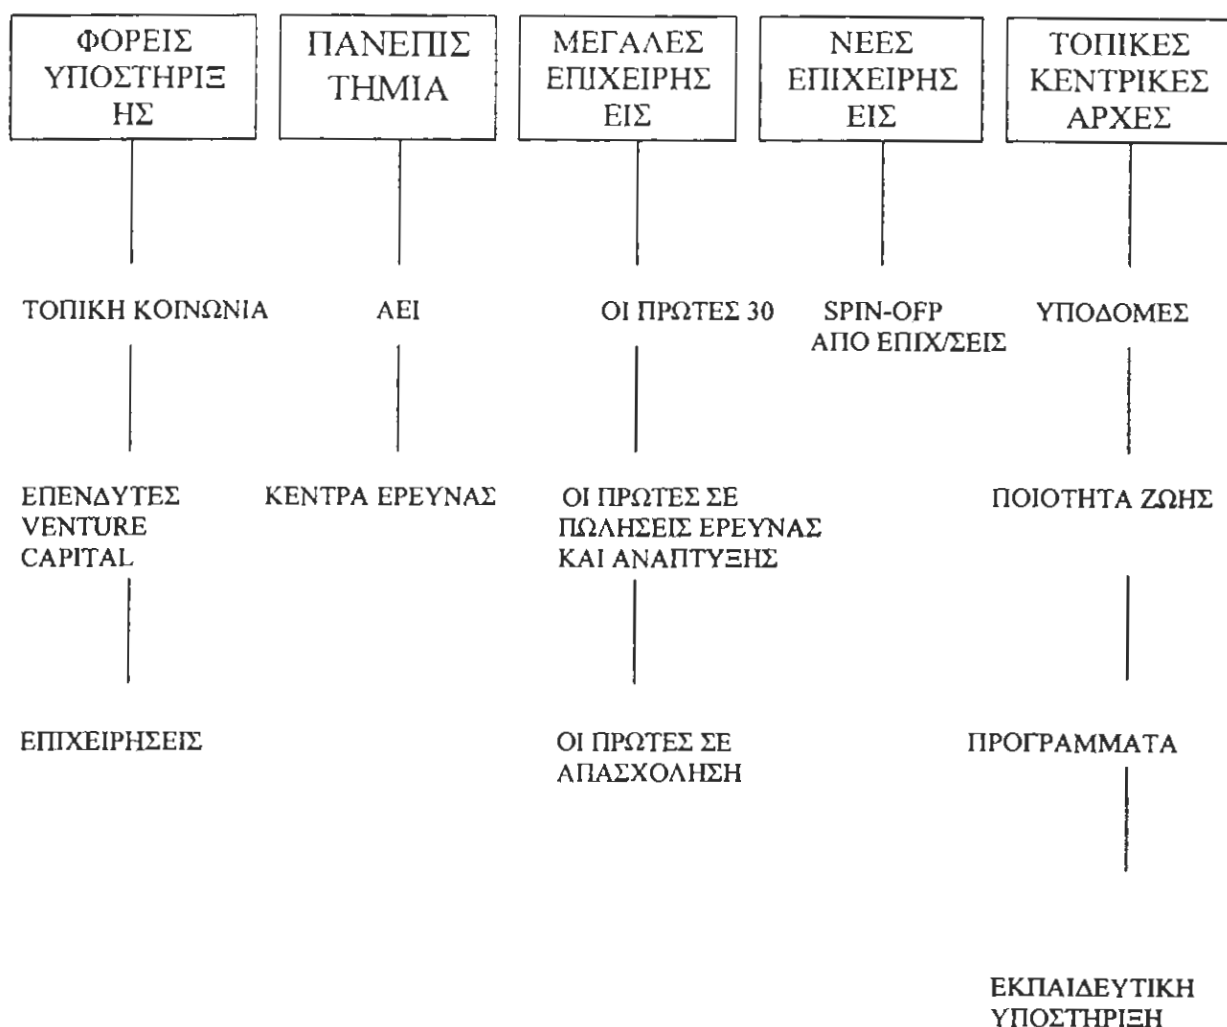 ΦΟΡΕΙΣ
ΥΠΟΣΤΗΡΙΞ
ΗΣ
ΠΑΝΕΠΙΣ
ΤΗΜΙΑ
ΜΕΓΑΛΕΣ
ΕΠΙΧΕΙΡΗΣ
ΕΙΣ
ΝΕΕΣ
ΕΠΙΧΕΙΡΗΣ
ΕΙΣ
ΤΟΠΙΚΕΣ
ΚΕΝΤΡΙΚΕΣ
ΑΡΧΕΣ
ΤΟΠΙΚΗ ΚΟΙΝΩΝΙΑ
ΑΕΙ
ΟΙ ΠΡΩΤΕΣ 30
SPIN-OFP
ΑΠΟ ΕΠΙΧ/ΣΕΙΣ
ΥΠΟΔΟΜΕΣ
ΕΠΕΝΔΥΤΕΣ
VENTURE
CAPITAL
ΚΕΝΤΡΑ ΕΡΕΥΝΑΣ
ΟΙ ΠΡΩΤΕΣ ΣΕ
ΠΩΛΗΣΕΙΣ ΕΡΕΥΝΑΣ
ΚΑΙ ΑΝΑΠΤΥΞΗΣ
ΠΟΙΟΤΗΤΑ ΖΩΗΣ
ΕΠΙΧΕΙΡΗΣΕΙΣ
ΟΙ ΠΡΩΤΕΣ ΣΕ
ΑΠΑΣΧΟΛΗΣΗ
ΠΡΟΓΡΑΜΜΑΤΑ
ΕΚΠΑΙΔΕΥΤΙΚΗ
ΥΠΟΣΤΗΡΙΞΗ